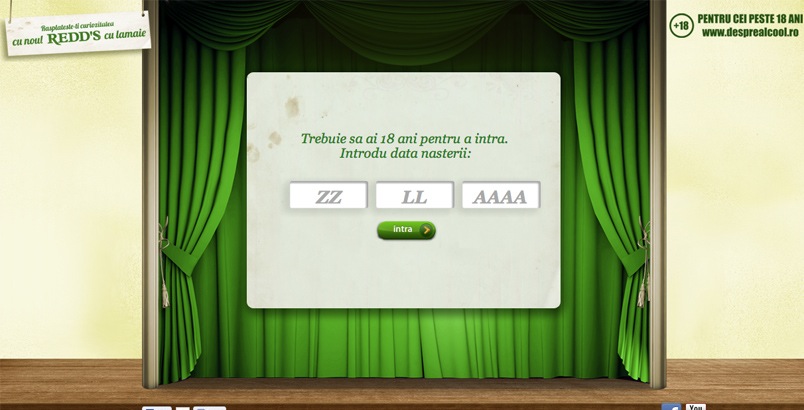 Rasplateste-ti curiozitatea
cu noul REDD'S cu lamaie
+18
PENTRU CEI PESTE 18 ANI
www.desprealcool.ro
Trebuie sa ai 18 ani pentru a intra.
Introdu data nasterii:
ZZ LL AAAA
intra
You